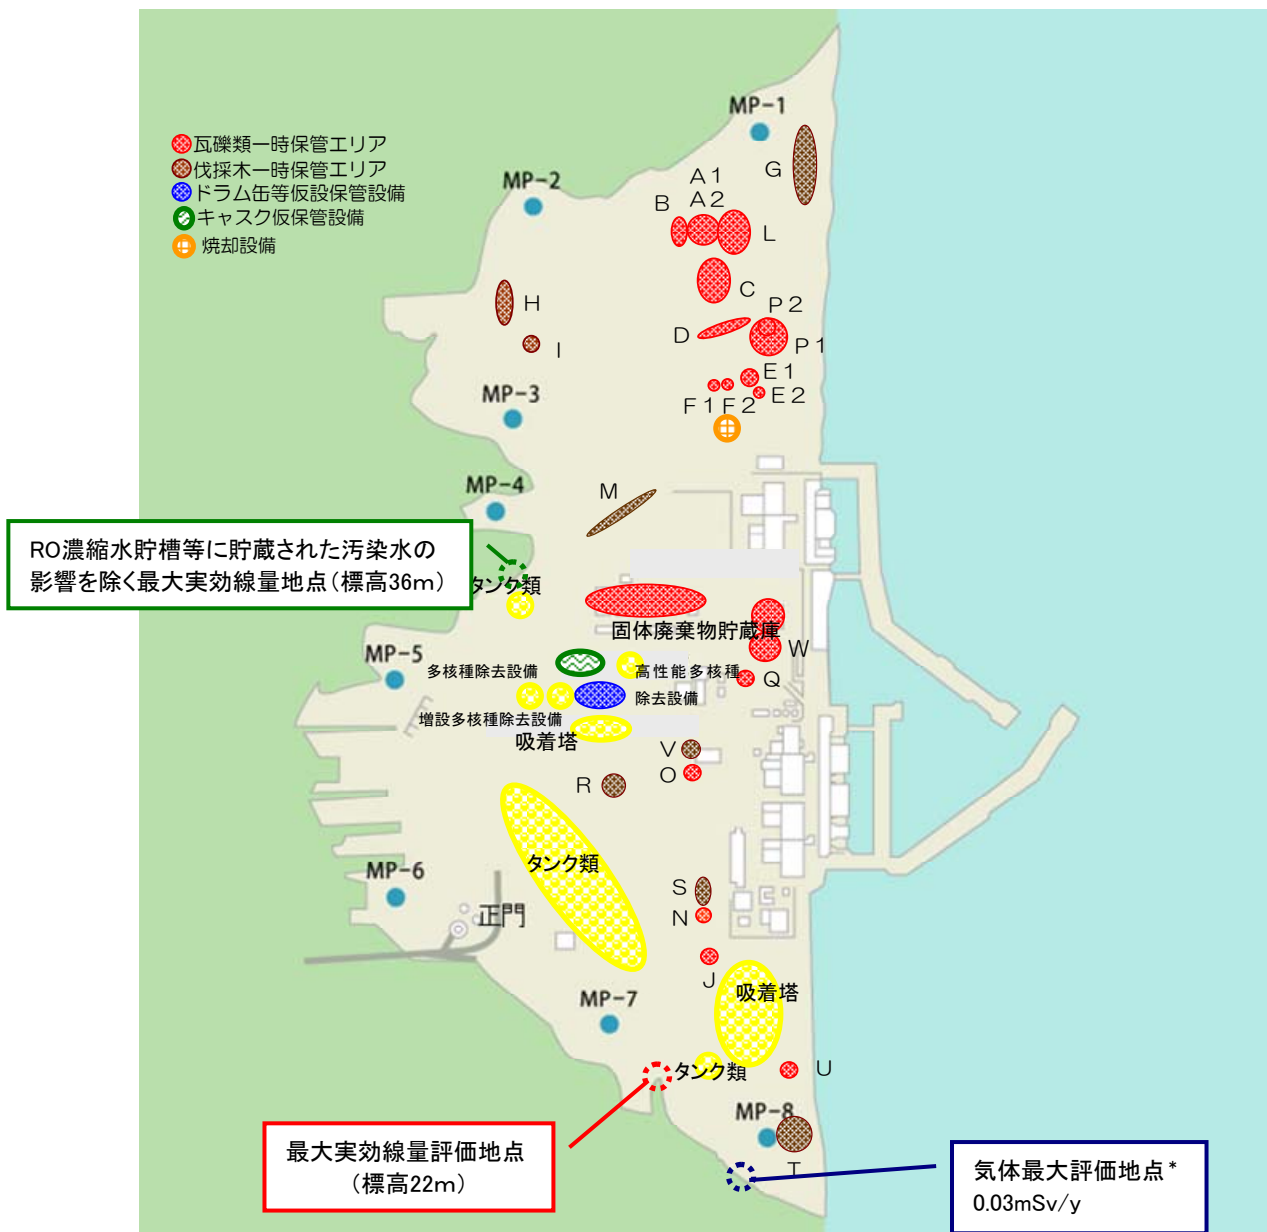 瓦礫類一時保管エリア
伐採木一時保管エリア
ドラム缶等仮設保管設備
キャスク仮保管設備
焼却設備
MP-1
G
MP-2
A1
A2
B
L
C
H
P2
D
P1
I
E1
E2
F1 F2
MP-3
MP-4
M
RO濃縮水貯槽等に貯蔵された汚染水の
影響を除く最大実効線量地点(標高36m)
タンク類
固体廃棄物貯蔵庫
W
MP-5
多核種除去設備
高性能多核種
除去設備
Q
増設多核種除去設備
吸着塔
V
O
R
タンク類
MP-6
正門
S
N
J
吸着塔
MP-7
タンク類
U
MP-8
T
最大実効線量評価地点
(標高22m)
気体最大評価地点*
0.03mSv/y